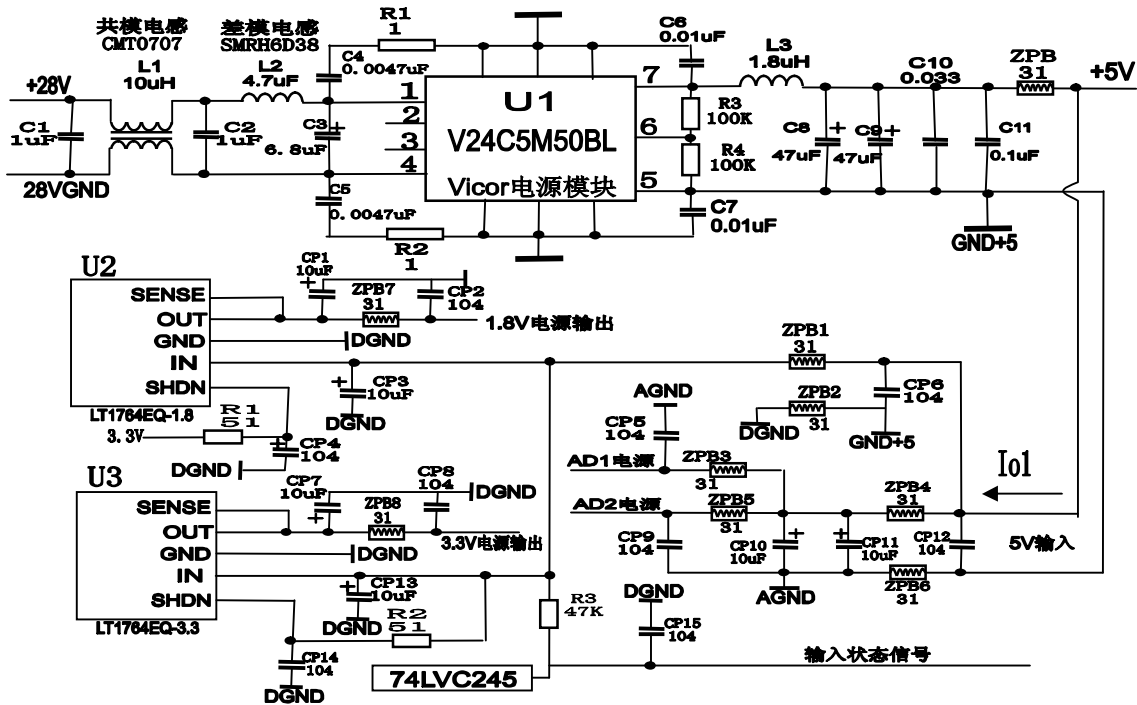 共模电感
CMT0707
L1
10uH
差模电感
SMRH6D38
L2
4.7uF
R1
1
C4
0.0047uF
C6
0.01uF
L3
1.8uH
C10
0.033
ZPB
31
+5V
+28V
C1
1uF
C2
1uF
C3
6.8uF
1
2
3
4
U1
V24C5M50BL
Vicor电源模块
7
6
5
R3
100K
R4
100K
C8
47uF
C9
47uF
C11
0.1uF
28VGND
C5
0.0047uF
R2
1
C7
0.01uF
GND+5
U2
SENSE
OUT
GND
IN
SHDN
LT1764EQ-1.8
CP1
10uF
ZPB7
31
CP2
104
1.8V电源输出
DGND
CP3
10uF
DGND
R1
51
3.3V
CP4
104
DGND
ZPB1
31
ZPB2
31
DGND
CP6
104
GND+5
AGND
CP5
104
AD1电源
ZPB3
31
AD2电源
ZPB5
31
ZPB4
31
Io1
CP9
104
CP10
10uF
CP11
10uF
CP12
104
5V输入
AGND
ZPB6
31
U3
SENSE
OUT
GND
IN
SHDN
LT1764EQ-3.3
CP7
10uF
ZPB8
31
CP8
104
DGND
3.3V电源输出
DGND
CP13
10uF
DGND
R2
51
CP14
104
DGND
R3
47K
DGND
CP15
104
74LVC245
输入状态信号